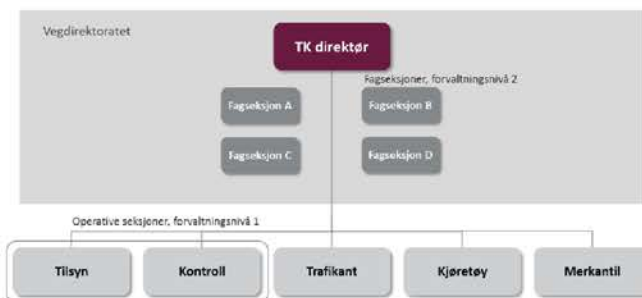 Vegdirektoratet
TK direktør
Fagseksjoner, forvaltningsnivå 2
Fagseksjon A
Fagseksjon B
Fagseksjon C
Fagseksjon D
Operative seksjoner, forvaltningsnivå 1
Tilsyn
Kontroll
Trafikant
Kjøretøy
Merkantil